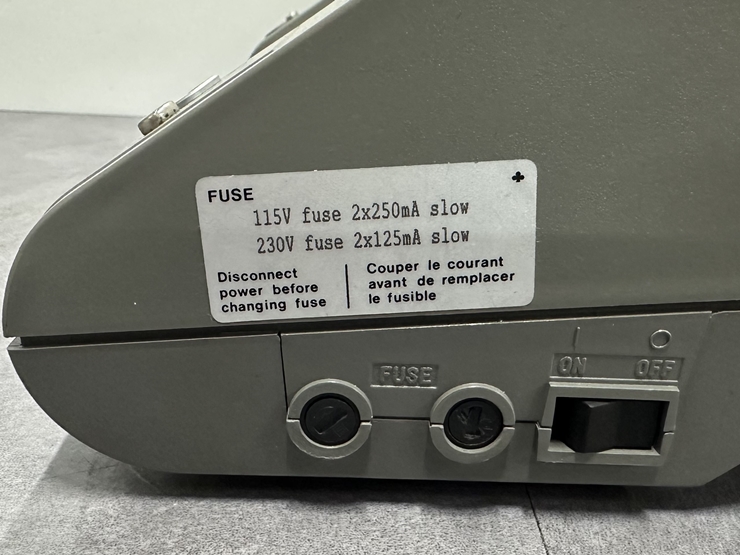 FUSE
115V fuse 2x250mA slow
230V fuse 2x125mA slow
Disconnect
power before
changing fuse
Couper le courant
avant de remplacer
le fusible
FUSE
| O
ON OFF